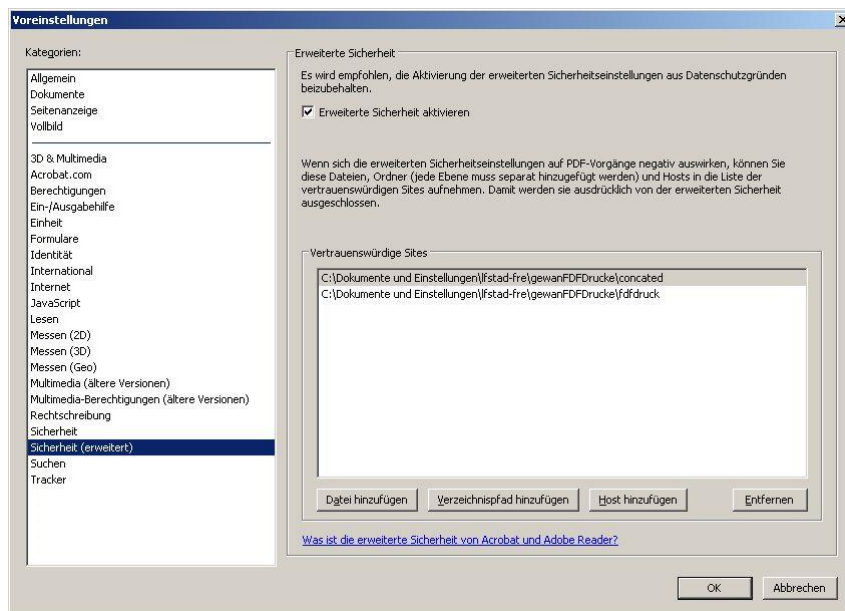 Voreinstellungen
Kategorien:
Allgemein
Dokumente
Seitenanzeige
Vollbild
3D & Multimedia
Acrobat.com
Berechtigungen
Ein-/Ausgabehilfe
Einheit
Formulare
Identität
International
Internet
JavaScript
Lesen
Messen (2D)
Messen (3D)
Messen (Geo)
Multimedia (ältere Versionen)
Multimedia-Berechtigungen (ältere Versionen)
Rechtschreibung
Sicherheit
Sicherheit (erweitert)
Suchen
Tracker
Erweiterte Sicherheit
Es wird empfohlen, die Aktivierung der erweiterten Sicherheitseinstellungen aus Datenschutzgründen
beizubehalten.
Erweiterte Sicherheit aktivieren
Wenn sich die erweiterten Sicherheitseinstellungen auf PDF-Vorgänge negativ auswirken, können Sie
diese Dateien, Ordner (jede Ebene muss separat hinzugefügt werden) und Hosts in die Liste der
vertrauenswürdigen Sites aufnehmen. Damit werden sie ausdrücklich von der erweiterten Sicherheit
ausgeschlossen.
Vertrauenswürdige Sites
C:\Dokumente und Einstellungen\lfstad-fre\gewanFDFDrucke\concated
C:\Dokumente und Einstellungen\lfstad-fre\gewanFDFDrucke\fdfdruck
Datei hinzufügen Verzeichnispfad hinzufügen Host hinzufügen Entfernen
Was ist die erweiterte Sicherheit von Acrobat und Adobe Reader?
OK Abbrechen